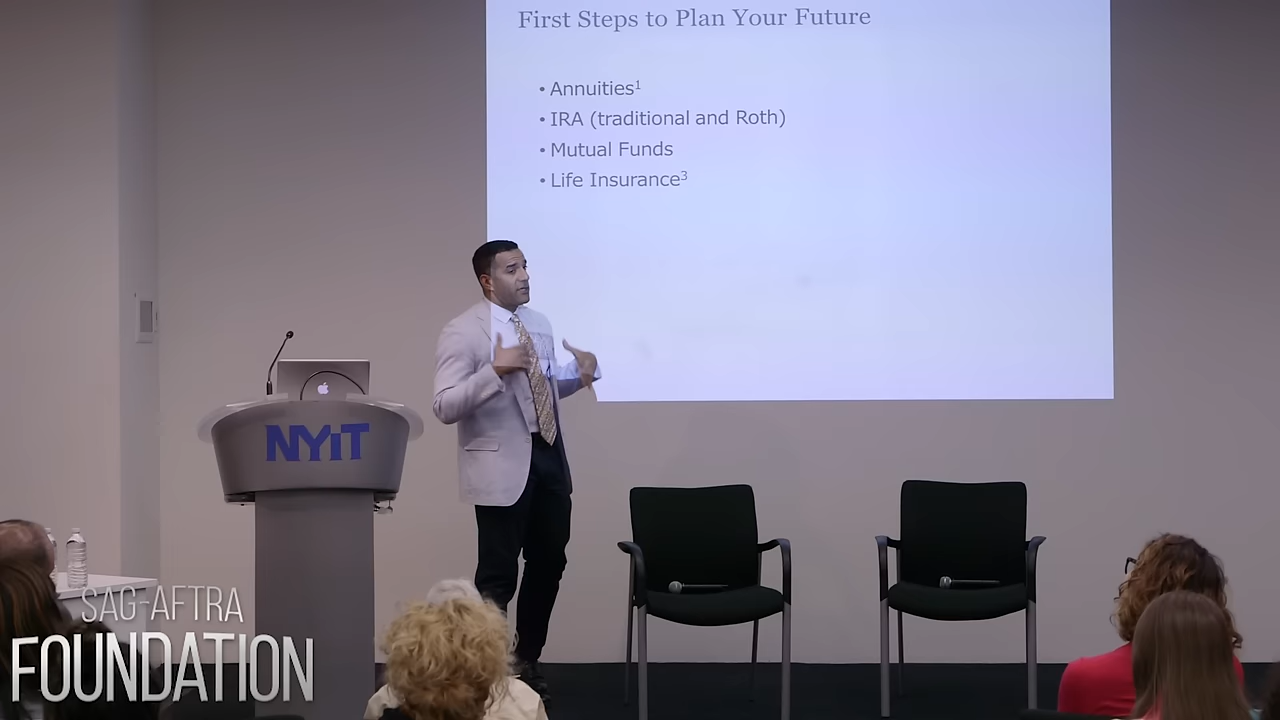 First Steps to Plan Your Future
• Annuities¹
• IRA (traditional and Roth)
• Mutual Funds
• Life Insurance³
NYiT
SAG-AFTRA
FOUNDATION